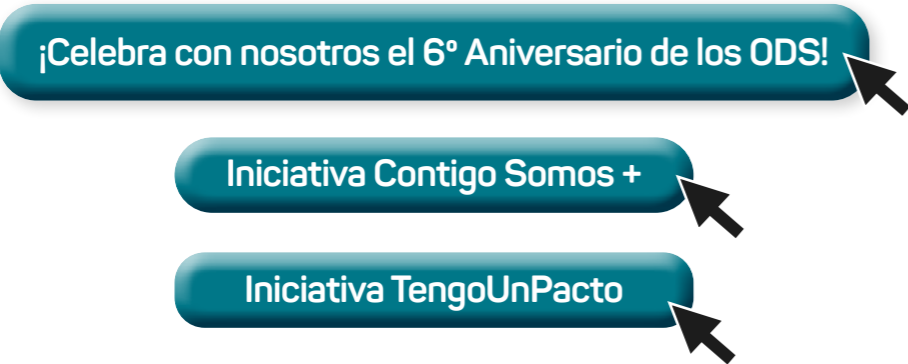 ¡Celebra con nosotros el 6º Aniversario de los ODS!
Iniciativa Contigo Somos +
Iniciativa TengoUnPacto